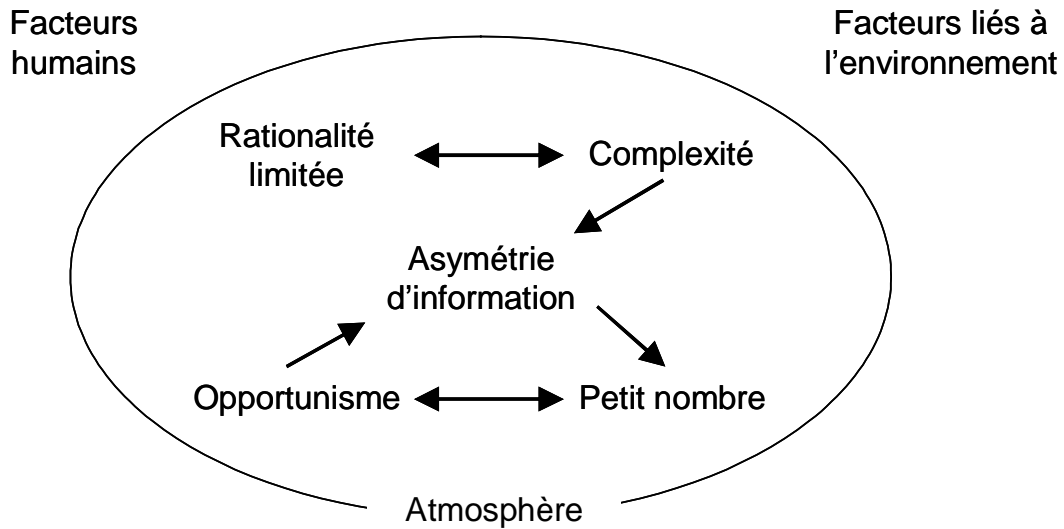 Facteurs
humains
Facteurs liés à
l'environnement
Rationalité
limitée
Complexité
Asymétrie
d'information
Opportunisme
Petit nombre
Atmosphère